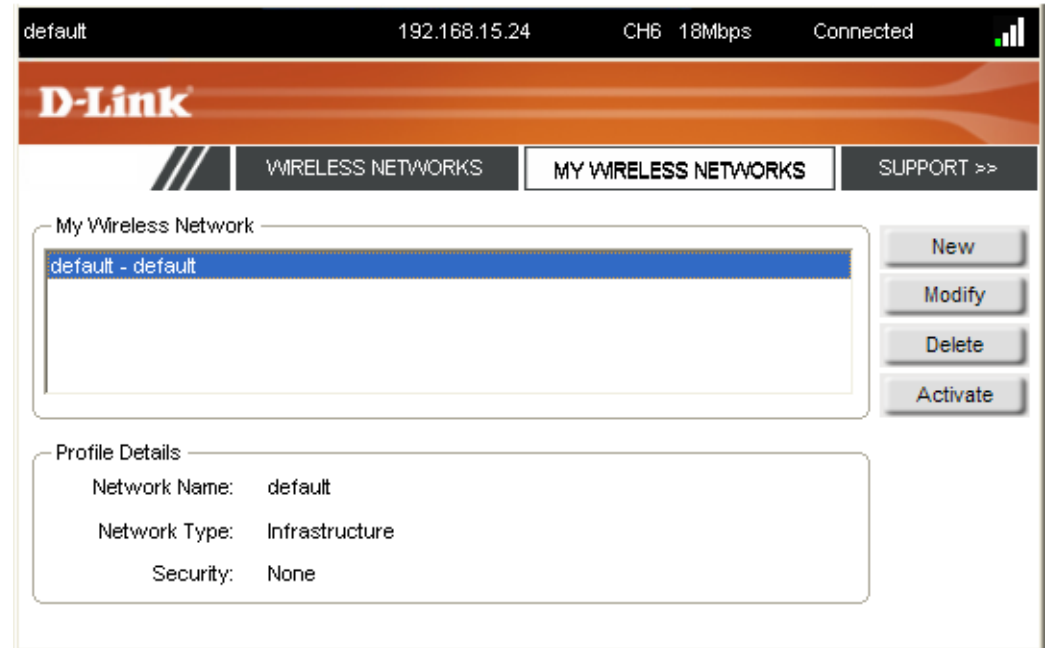 default 192.168.15.24 CH6 18Mbps Connected
D-Link
WIRELESS NETWORKS MY WIRELESS NETWORKS SUPPORT >>
My Wireless Network
default - default
New
Modify
Delete
Activate
Profile Details
Network Name: default
Network Type: Infrastructure
Security: None